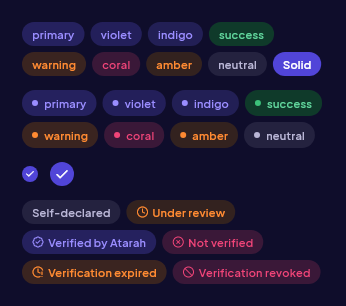 primary violet indigo success
warning coral amber neutral Solid
primary violet indigo success
warning coral amber neutral
Self-declared Under review
Verified by Atarah Not verified
Verification expired Verification revoked